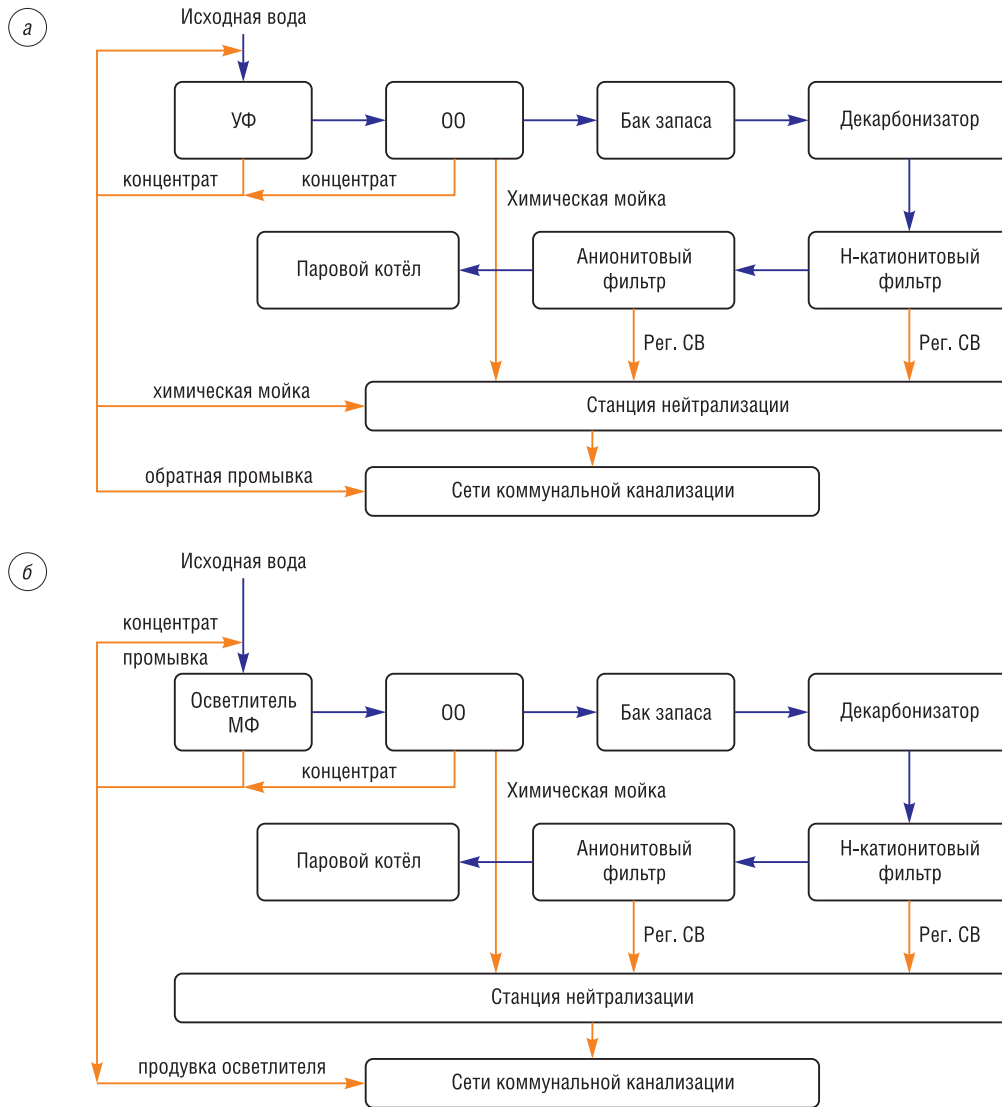 а
Исходная вода
УФ
ОО
Бак запаса
Декарбонизатор
концентрат
концентрат
Химическая мойка
Паровой котёл
Анионитовый
фильтр
Н-катионитовый
фильтр
Рег. СВ
Рег. СВ
химическая мойка
Станция нейтрализации
обратная промывка
Сети коммунальной канализации
б
Исходная вода
концентрат
промывка
Осветлитель
МФ
ОО
Бак запаса
Декарбонизатор
концентрат
Химическая мойка
Паровой котёл
Анионитовый
фильтр
Н-катионитовый
фильтр
Рег. СВ
Рег. СВ
Станция нейтрализации
продувка осветлителя
Сети коммунальной канализации